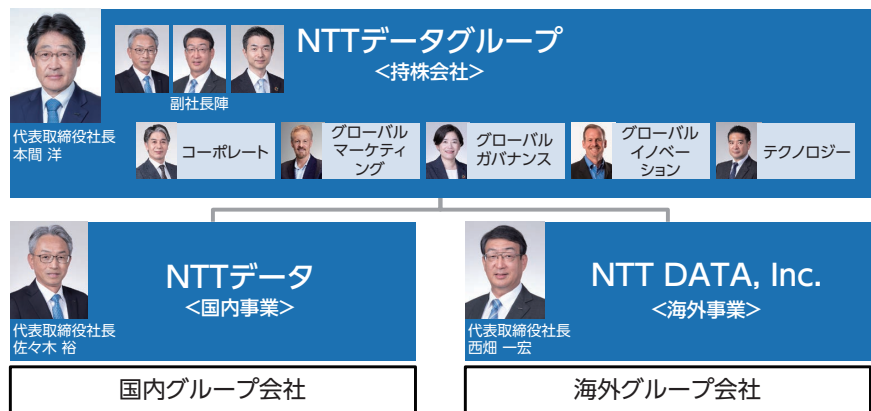 NTTデータグループ
<持株会社>
副社長陣
代表取締役社長
本間 洋
コーポレート
グローバル
マーケティ
ング
グローバル
ガバナンス
グローバル
イノベー
ション
テクノロジー
NTTデータ
<国内事業>
代表取締役社長
佐々木 裕
NTT DATA, Inc.
<海外事業>
代表取締役社長
西畑 一宏
国内グループ会社
海外グループ会社